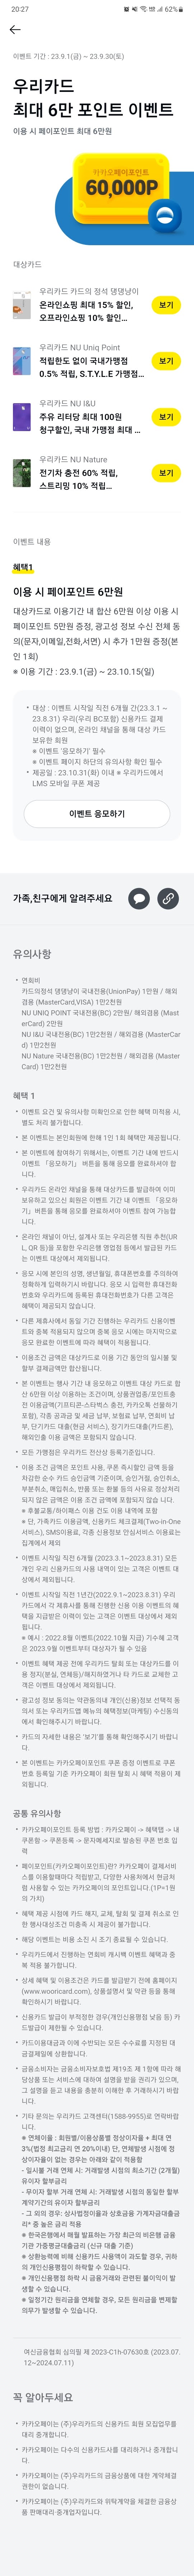 20:27
62%
이벤트 기간 : 23.9.1(금) ~ 23.9.30(토)
우리카드
최대 6만 포인트 이벤트
이용 시 페이포인트 최대 6만원
카카오페이포인트
60,000P
대상카드
우리카드 카드의 정석 댕댕냥이
온라인쇼핑 최대 15% 할인,
오프라인쇼핑 10% 할인...
보기
우리카드 NU Uniq Point
적립한도 없이 국내가맹점
0.5% 적립, S.T.Y.L.E 가맹점...
보기
우리카드 NU I&U
주유 리터당 최대 100원
청구할인, 국내 가맹점 최대 ...
보기
우리카드 NU Nature
전기차 충전 60% 적립,
스트리밍 10% 적립...
보기
이벤트 내용
혜택1
이용 시 페이포인트 6만원
대상카드로 이용기간 내 합산 6만원 이상 이용 시
페이포인트 5만원 증정, 광고성 정보 수신 전체 동
의(문자,이메일,전화,서면) 시 추가 1만원 증정(본
인 1회)
※ 이용 기간 : 23.9.1(금) ~ 23.10.15(일)
• 대상 : 이벤트 시작일 직전 6개월 간(23.3.1 ~
23.8.31) 우리(우리 BC포함) 신용카드 결제
이력이 없으며, 온라인 채널을 통해 대상 카드
보유한 회원
※ 이벤트 '응모하기' 필수
※ 이벤트 페이지 하단의 유의사항 확인 필수
• 제공일 : 23.10.31(화) 이내 ※ 우리카드에서
LMS 모바일 쿠폰 제공
이벤트 응모하기
가족,친구에게 알려주세요
유의사항
• 연회비
카드의정석 댕댕냥이 국내전용(UnionPay) 1만원 / 해외
겸용 (MasterCard,VISA) 1만2천원
NU UNIQ POINT 국내전용(BC) 2만원/ 해외겸용 (Mast
erCard) 2만원
NU I&U 국내전용(BC) 1만2천원 / 해외겸용 (MasterCar
d) 1만2천원
NU Nature 국내전용(BC) 1만2천원 / 해외겸용 (Master
Card) 1만2천원
혜택 1
• 이벤트 요건 및 유의사항 미확인으로 인한 혜택 미적용 시,
별도 처리 불가합니다.
• 본 이벤트는 본인회원에 한해 1인 1회 혜택만 제공됩니다.
• 본 이벤트에 참여하기 위해서는, 이벤트 기간 내에 반드시
이벤트 「응모하기」 버튼을 통해 응모를 완료하셔야 합
니다.
• 우리카드 온라인 채널을 통해 대상카드를 발급하여 이미
보유하고 있으신 회원은 이벤트 기간 내 이벤트 「응모하
기」버튼을 통해 응모를 완료하셔야 이벤트 참여 가능합
니다.
• 온라인 채널이 아닌, 설계사 또는 우리은행 직원 추천(UR
L, QR 등)을 포함한 우리은행 영업점 등에서 발급된 카드
는 이벤트 대상에서 제외됩니다.
• 응모 시에 본인의 성명, 생년월일, 휴대폰번호를 주의하여
정확하게 입력하시기 바랍니다. 응모 시 입력한 휴대전화
번호와 우리카드에 등록된 휴대전화번호가 다른 고객은
혜택이 제공되지 않습니다.
• 다른 제휴사에서 동일 기간 진행하는 우리카드 신용이벤
트와 중복 적용되지 않으며 중복 응모 시에는 마지막으로
응모 완료한 이벤트에 따라 혜택이 적용됩니다.
• 이용조건 금액은 대상카드로 이용 기간 동안의 일시불 및
할부 결제금액만 합산됩니다.
• 본 이벤트는 행사 기간 내 응모하고 이벤트 대상 카드로 합
산 6만원 이상 이용하는 조건이며, 상품권업종/포인트충
전 이용금액(기프티콘·스타벅스 충전, 카카오톡 선물하기
포함), 각종 공과금 및 세금 납부, 보험료 납부, 연회비 납
부, 단기카드 대출(현금 서비스), 장기카드대출(카드론),
해외인출 이용 금액은 포함되지 않습니다.
• 모든 가맹점은 우리카드 전산상 등록기준입니다.
• 이용 조건 금액은 포인트 사용, 쿠폰 즉시할인 금액 등을
차감한 순수 카드 승인금액 기준이며, 승인거절, 승인취소,
부분취소, 매입취소, 반품 또는 환불 등의 사유로 정상처리
되지 않은 금액은 이용 조건 금액에 포함되지 않습 니다.
※ 후불교통/하이패스 이용 건도 이용 내역에 포함
※ 단, 가족카드 이용금액, 신용카드 체크결제(Two-in-One
서비스), SMS이용료, 각종 신용정보 안심서비스 이용료는
집계에서 제외
• 이벤트 시작일 직전 6개월 (2023.3.1~2023.8.31) 모든
개인 우리 신용카드의 사용 내역이 있는 고객은 이벤트 대
상에서 제외됩니다.
• 이벤트 시작일 직전 1년간(2022.9.1~2023.8.31) 우리
카드에서 각 제휴사를 통해 진행한 신용 이용 이벤트의 혜
택을 지급받은 이력이 있는 고객은 이벤트 대상에서 제외
됩니다.
※ 예시 : 2022.8월 이벤트(2022.10월 지급) 기수혜 고객
은 2023.9월 이벤트부터 대상자가 될 수 있음
• 이벤트 혜택 제공 전에 우리카드 탈회 또는 대상카드를 이
용 정지(분실, 연체등)/해지하였거나 타 카드로 교체한 고
객은 이벤트 대상에서 제외됩니다.
• 광고성 정보 동의는 약관동의내 개인(신용)정보 선택적 동
의서 또는 우리카드앱 메뉴의 혜택정보(마케팅) 수신동의
에서 확인해주시기 바랍니다.
• 카드의 자세한 내용은 '보기'를 통해 확인해주시기 바랍니
다.
• 본 이벤트는 카카오페이포인트 쿠폰 증정 이벤트로 쿠폰
번호 등록일 기준 카카오페이 회원 탈회 시 혜택 적용이 제
외됩니다.
공통 유의사항
• 카카오페이포인트 등록 방법 : 카카오페이 -> 혜택탭 -> 내
쿠폰함 -> 쿠폰등록 -> 문자메세지로 발송된 쿠폰 번호 입
력
• 페이포인트(카카오페이포인트)란? 카카오페이 결제서비
스를 이용할때마다 적립받고, 다양한 사용처에서 현금처
럼 사용할 수 있는 카카오페이의 포인트입니다.(1P=1원
의 가치)
• 혜택 제공 시점에 카드 해지, 교체, 탈회 및 결제 취소로 인
한 행사대상조건 미충족 시 제공이 불가합니다.
• 해당 이벤트는 비용 소진 시 조기 종료될 수 있습니다.
• 우리카드에서 진행하는 연회비 캐시백 이벤트 혜택과 중
복 적용 불가합니다.
• 상세 혜택 및 이용조건은 카드를 발급받기 전에 홈페이지
(www.wooricard.com), 상품설명서 및 약관 등을 통해
확인하시기 바랍니다.
• 신용카드 발급이 부적정한 경우(개인신용평점 낮음 등) 카
드발급이 제한될 수 있습니다.
• 카드이용대금과 이에 수반되는 모든 수수료를 지정된 대
금결제일에 상환합니다.
• 금융소비자는 금융소비자보호법 제19조 제 1항에 따라 해
당상품 또는 서비스에 대하여 설명을 받을 권리가 있으며,
그 설명을 듣고 내용을 충분히 이해한 후 거래하시기 바랍
니다.
• 기타 문의는 우리카드 고객센터(1588-9955)로 연락바랍
니다.
※ 연체이율 : 회원별/이용상품별 정상이자율 + 최대 연
3%(법정 최고금리 연 20%이내) 단, 연체발생 시점에 정
상이자율이 없는 경우는 아래와 같이 적용함
- 일시불 거래 연체 시: 거래발생 시점의 최소기간 (2개월)
유이자 할부금리
- 무이자 할부 거래 연체 시: 거래발생 시점의 동일한 할부
계약기간의 유이자 할부금리
- 그 외의 경우: 상사법정이율과 상호금융 가계자금대출금
리* 중 높은 금리 적용
※ 한국은행에서 매월 발표하는 가장 최근의 비은행 금융
기관 가중평균대출금리 (신규 대출 기준)
※ 상환능력에 비해 신용카드 사용액이 과도할 경우, 귀하
의 개인신용평점이 하락할 수 있습니다.
※ 개인신용평점 하락 시 금융거래와 관련된 불이익이 발
생할 수 있습니다.
※ 일정기간 원리금을 연체할 경우, 모든 원리금을 변제할
의무가 발생할 수 있습니다.
여신금융협회 심의필 제 2023-C1h-07630호 (2023.07.
12~2024.07.11)
꼭 알아두세요
• 카카오페이는 (주)우리카드의 신용카드 회원 모집업무를
대리 중개합니다.
• 카카오페이는 다수의 신용카드사를 대리하거나 중개합니
다.
• 카카오페이는 (주)우리카드의 금융상품에 대한 계약체결
권한이 없습니다.
• 카카오페이는 (주)우리카드와 위탁계약을 체결한 금융상
품 판매대리·중개업자입니다.